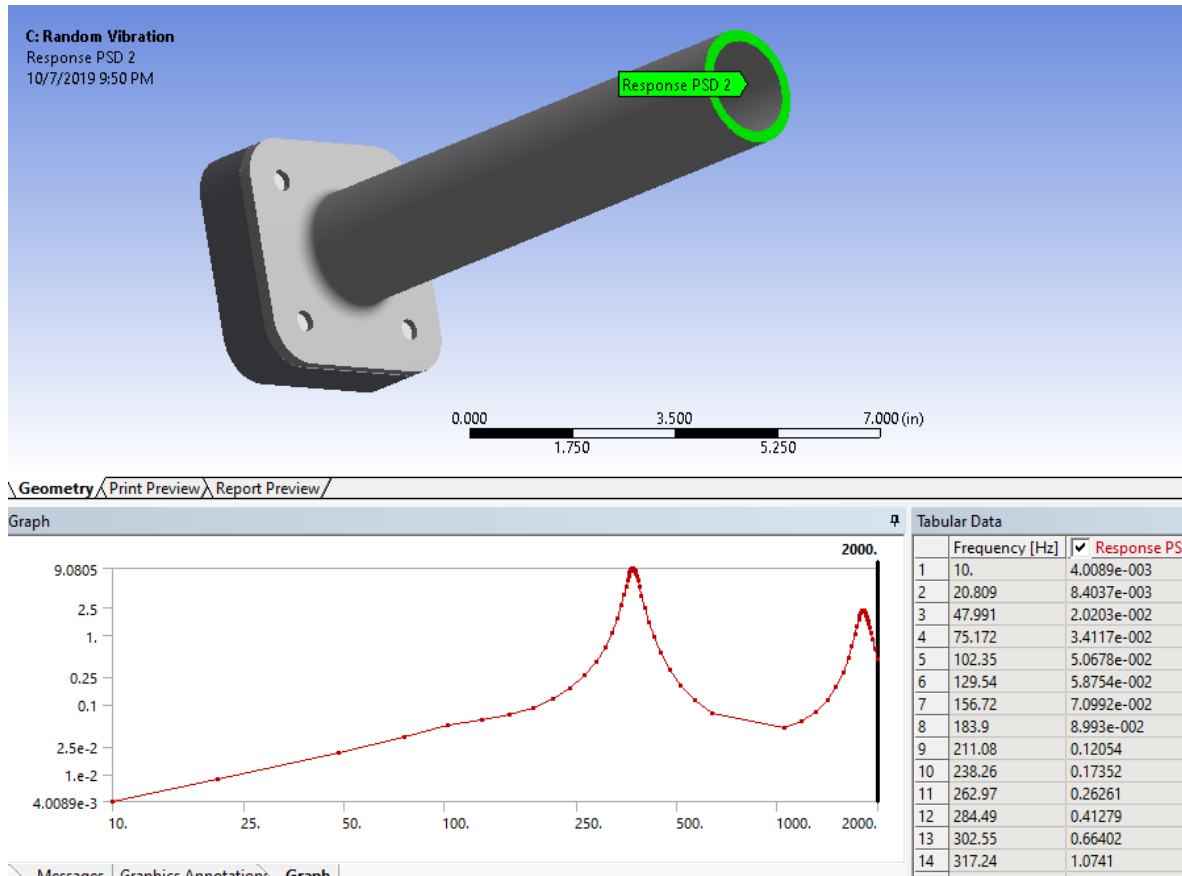 C: Random Vibration
Response PSD 2
10/7/2019 9:50 PM
Response PSD 2
0.000 3.500 7.000 (in)
1.750 5.250
Geometry Print Preview Report Preview
Graph
2000.
9.0805
2.5
1.
0.25
0.1
2.5e-2
1.e-2
4.0089e-3
10. 25. 50. 100. 250. 500. 1000. 2000.
Messages Graphics Annotations Graph
Tabular Data
Frequency [Hz] Response PS
1 10. 4.0089e-003
2 20.809 8.4037e-003
3 47.991 2.0203e-002
4 75.172 3.4117e-002
5 102.35 5.0678e-002
6 129.54 5.8754e-002
7 156.72 7.0992e-002
8 183.9 8.993e-002
9 211.08 0.12054
10 238.26 0.17352
11 262.97 0.26261
12 284.49 0.41279
13 302.55 0.66402
14 317.24 1.0741